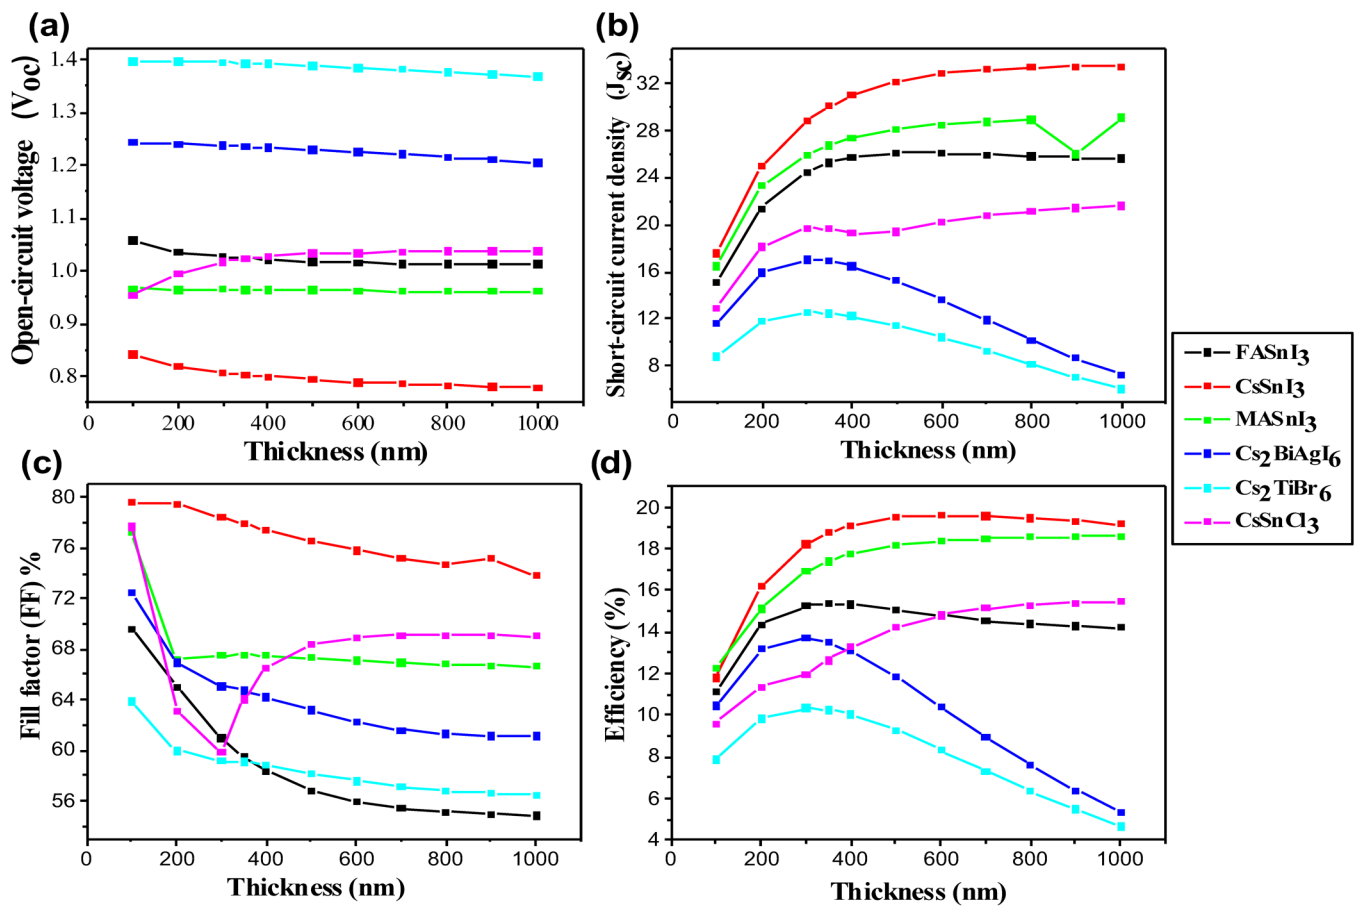 (a)
Open-circuit voltage (VOC)
1.4
1.3
1.2
1.1
1.0
0.9
0.8
0 200 400 600 800 1000
Thickness (nm)
(b)
Short-circuit current density (JSC)
32
28
24
20
16
12
8
0 200 400 600 800 1000
Thickness (nm)
FASnI3
CsSnI3
MASnI3
Cs2BiAgI6
Cs2TiBr6
CsSnCl3
(c)
Fill factor (FF) %
80
76
72
68
64
60
56
0 200 400 600 800 1000
Thickness (nm)
(d)
Efficiency (%)
20
18
16
14
12
10
8
6
4
0 200 400 600 800 1000
Thickness (nm)